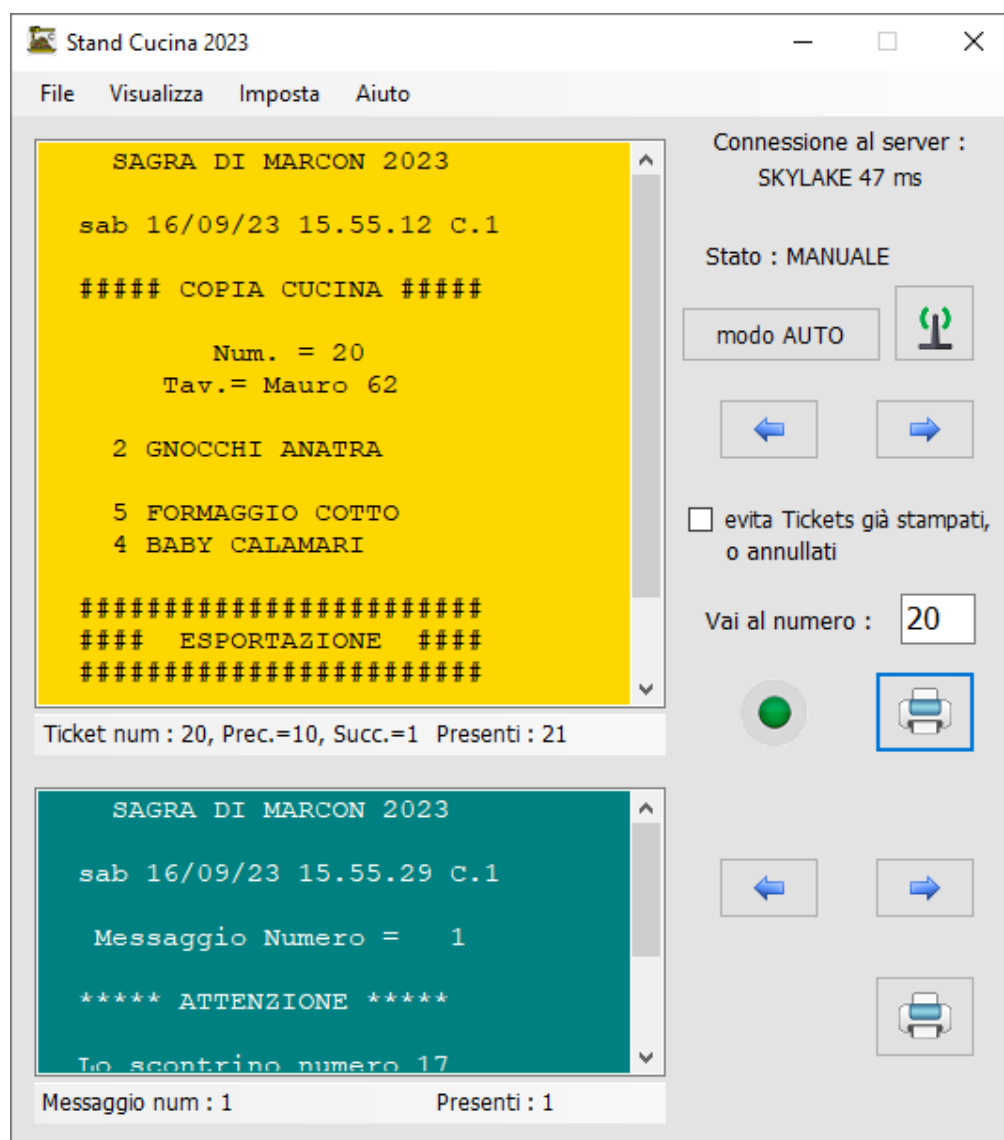 Stand Cucina 2023
File Visualizza Imposta Aiuto
SAGRA DI MARCON 2023
sab 16/09/23 15.55.12 C.1
##### COPIA CUCINA #####
Num. = 20
Tav.= Mauro 62
2 GNOCCHI ANATRA
5 FORMAGGIO COTTO
4 BABY CALAMARI
########################
#### ESPORTAZIONE ####
########################
Ticket num : 20, Prec.=10, Succ.=1 Presenti : 21
Connessione al server :
SKYLAKE 47 ms
Stato : MANUALE
modo AUTO
evita Tickets già stampati,
o annullati
Vai al numero : 20
SAGRA DI MARCON 2023
sab 16/09/23 15.55.29 C.1
Messaggio Numero = 1
***** ATTENZIONE *****
Lo scontrino numero 17
Messaggio num : 1 Presenti : 1